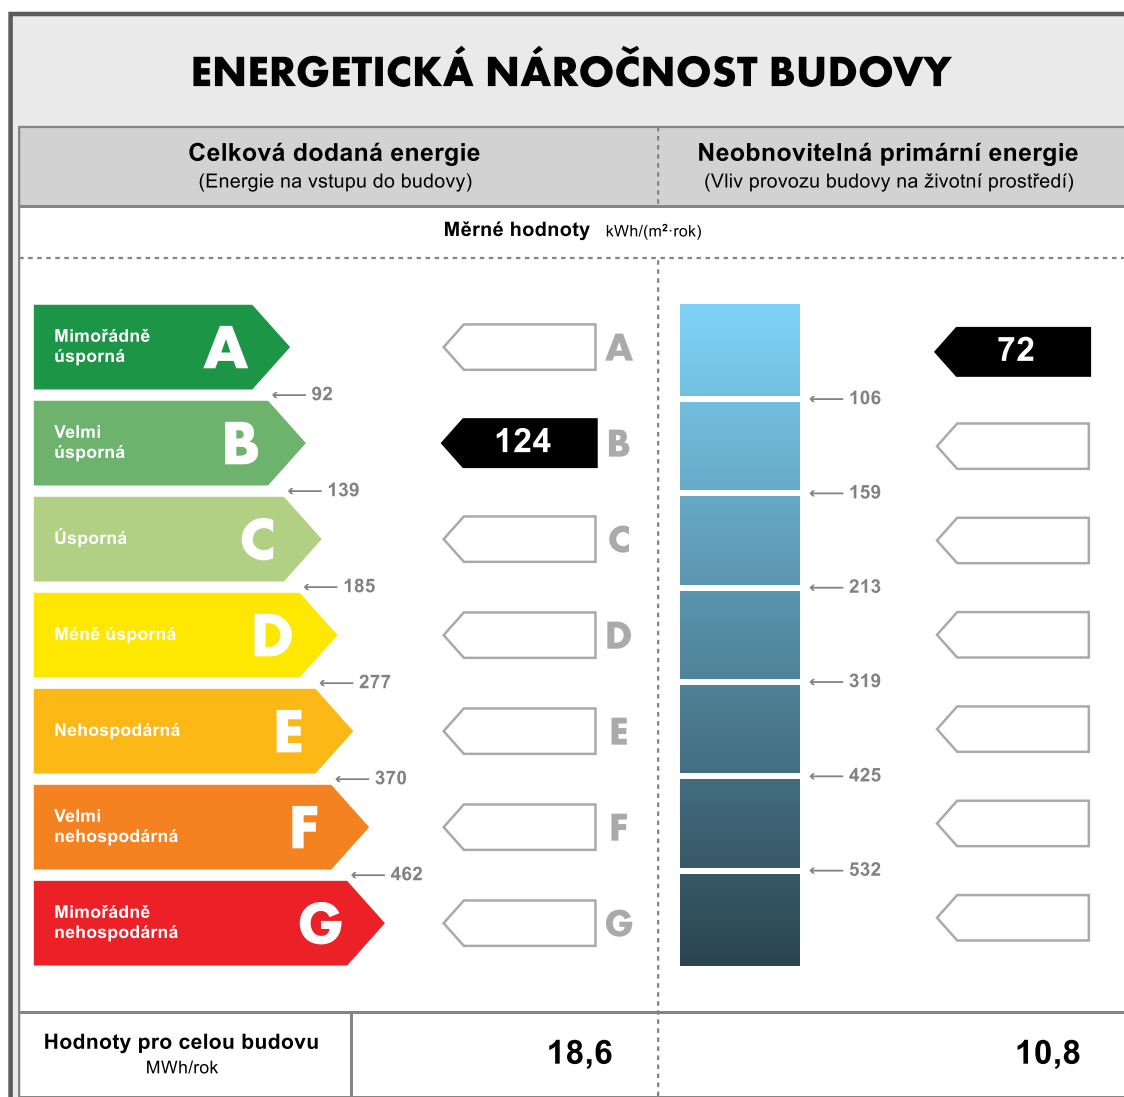 ENERGETICKÁ NÁROČNOST BUDOVY
Celková dodaná energie
(Energie na vstupu do budovy)
Neobnovitelná primární energie
(Vliv provozu budovy na životní prostředí)
Měrné hodnoty kWh/(m²·rok)
Mimořádně
úsporná
A
A
72
92
106
Velmi
úsporná
B
124
B
139
159
Úsporná
C
C
185
213
Méně úsporná
D
D
277
319
Nehospodárná
E
E
370
425
Velmi
nehospodárná
F
F
462
532
Mimořádně
nehospodárná
G
G
Hodnoty pro celou budovu
MWh/rok
18,6
10,8